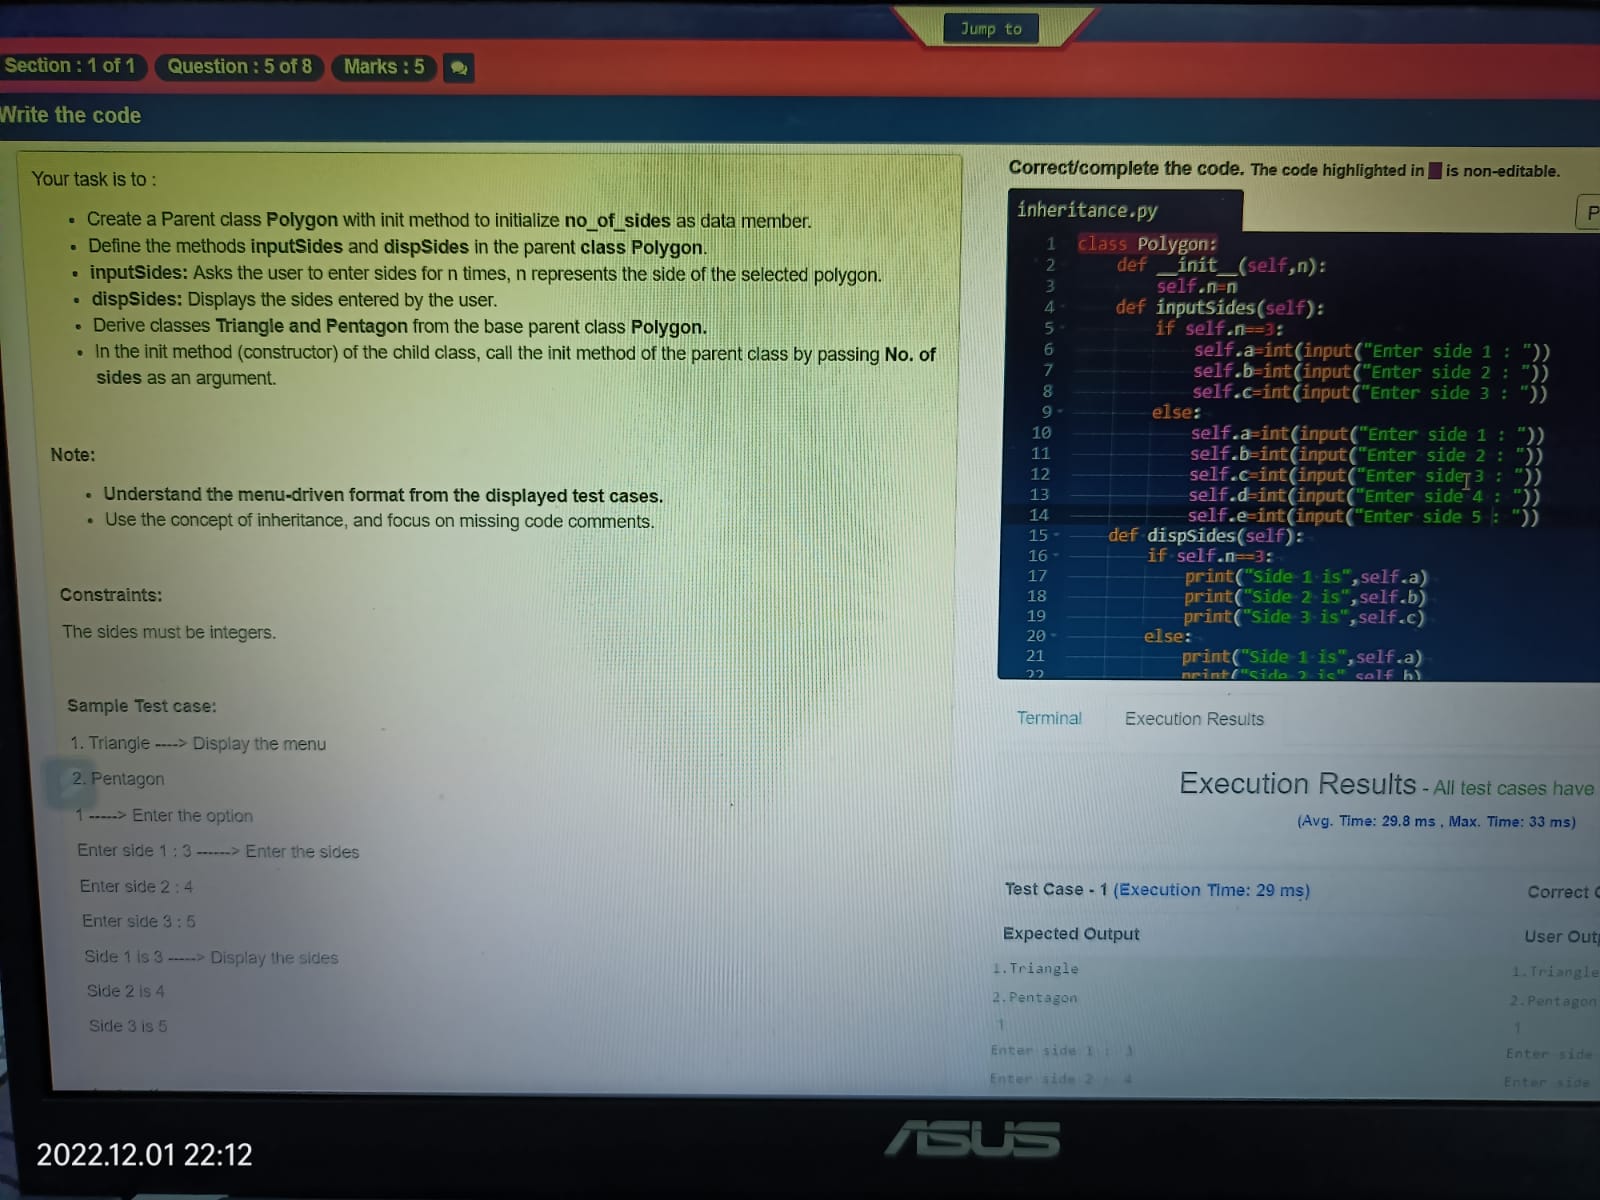 Jump to
Section : 1 of 1 Question : 5 of 8 Marks : 5
Write the code
Your task is to :
• Create a Parent class Polygon with init method to initialize no_of_sides as data member.
• Define the methods inputSides and dispSides in the parent class Polygon.
• inputSides: Asks the user to enter sides for n times, n represents the side of the selected polygon.
• dispSides: Displays the sides entered by the user.
• Derive classes Triangle and Pentagon from the base parent class Polygon.
• In the init method (constructor) of the child class, call the init method of the parent class by passing No. of
sides as an argument.
Note:
• Understand the menu-driven format from the displayed test cases.
• Use the concept of inheritance, and focus on missing code comments.
Constraints:
The sides must be integers.
Sample Test case:
1. Triangle ----> Display the menu
2. Pentagon
1 -----> Enter the option
Enter side 1 : 3 ------> Enter the sides
Enter side 2 : 4
Enter side 3 : 5
Side 1 is 3 -----> Display the sides
Side 2 is 4
Side 3 is 5
Correct/complete the code. The code highlighted in is non-editable.
inheritance.py
P
1 class Polygon:
2 def __init__(self,n):
3 self.n=n
4 def inputSides(self):
5 if self.n==3:
6 self.a=int(input("Enter side 1 : "))
7 self.b=int(input("Enter side 2 : "))
8 self.c=int(input("Enter side 3 : "))
9 else:
10 self.a=int(input("Enter side 1 : "))
11 self.b=int(input("Enter side 2 : "))
12 self.c=int(input("Enter side 3 : "))
13 self.d=int(input("Enter side 4 : "))
14 self.e=int(input("Enter side 5 : "))
15 def dispSides(self):
16 if self.n==3:
17 print("Side 1 is",self.a)
18 print("Side 2 is",self.b)
19 print("Side 3 is",self.c)
20 else:
21 print("Side 1 is",self.a)
22 print("Side 2 is",self.b)
Terminal Execution Results
Execution Results - All test cases have
(Avg. Time: 29.8 ms , Max. Time: 33 ms)
Test Case - 1 (Execution Time: 29 ms) Correct
Expected Output User Out
1.Triangle 1.Triangle
2.Pentagon 2.Pentagon
1 1
Enter side 1 : 3 Enter side
Enter side 2 : 4 Enter side
ASUS
2022.12.01 22:12